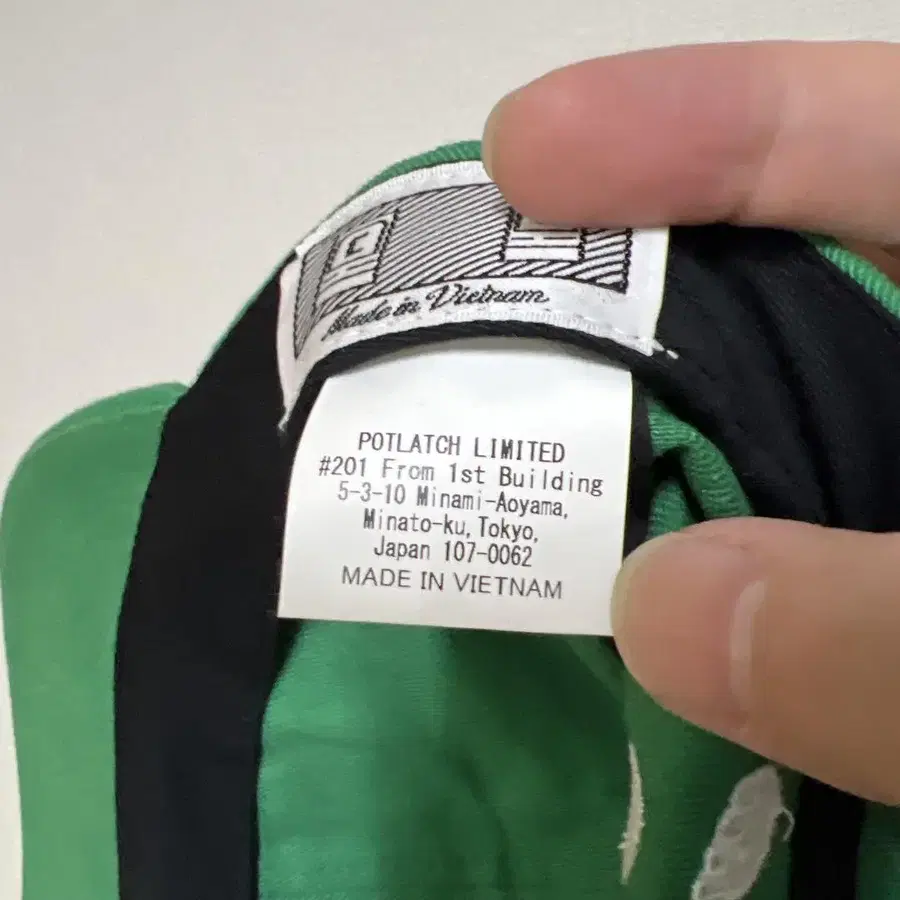 Made in Vietnam
POTLATCH LIMITED
#201 From 1st Building
5-3-10 Minami-Aoyama,
Minato-ku, Tokyo,
Japan 107-0062
MADE IN VIETNAM